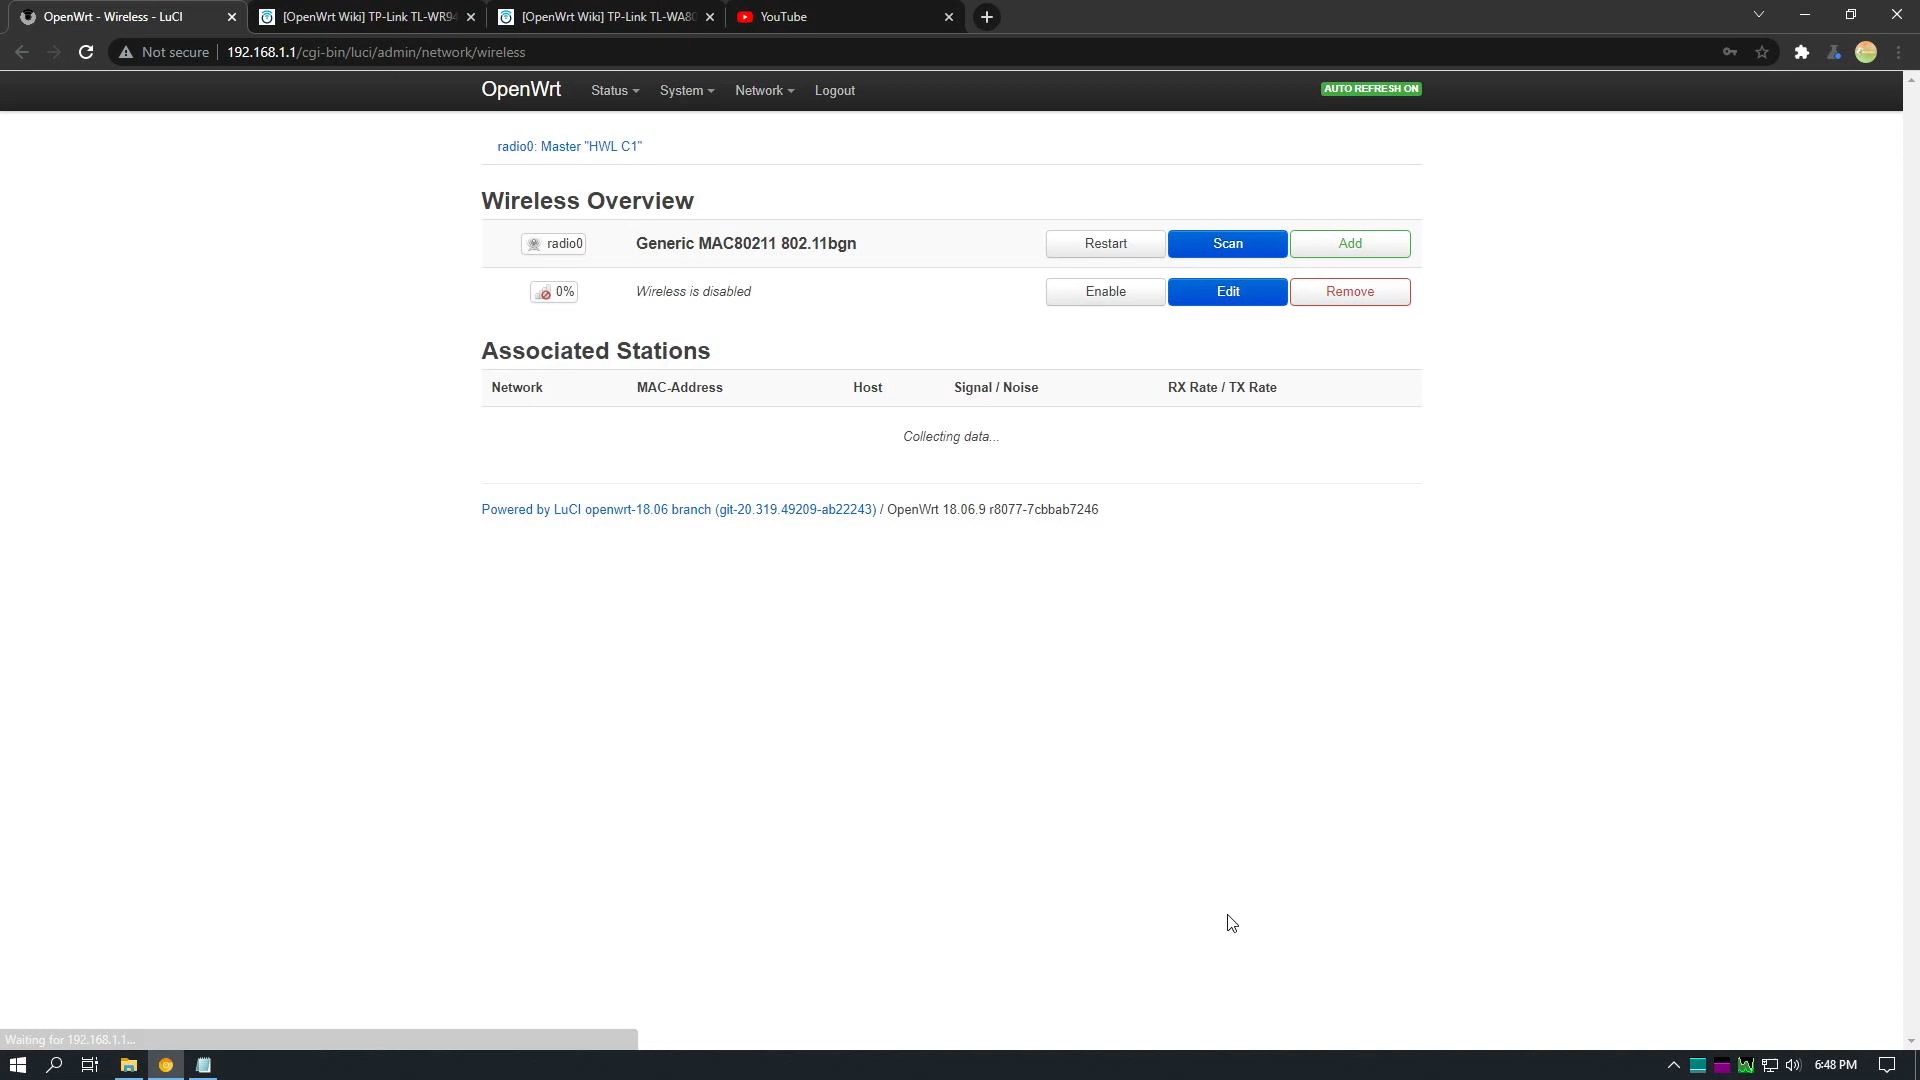 OpenWrt - Wireless - LuCI
[OpenWrt Wiki] TP-Link TL-WR94
[OpenWrt Wiki] TP-Link TL-WA80
YouTube
Not secure
192.168.1.1/cgi-bin/luci/admin/network/wireless
OpenWrt
Status
System
Network
Logout
AUTO REFRESH ON
radio0: Master "HWL C1"
Wireless Overview
radio0
Generic MAC80211 802.11bgn
Restart
Scan
Add
0%
Wireless is disabled
Enable
Edit
Remove
Associated Stations
Network MAC-Address Host Signal / Noise RX Rate / TX Rate
Collecting data...
Powered by LuCI openwrt-18.06 branch (git-20.319.49209-ab22243) / OpenWrt 18.06.9 r8077-7cbbab7246
Waiting for 192.168.1.1...
6:48 PM